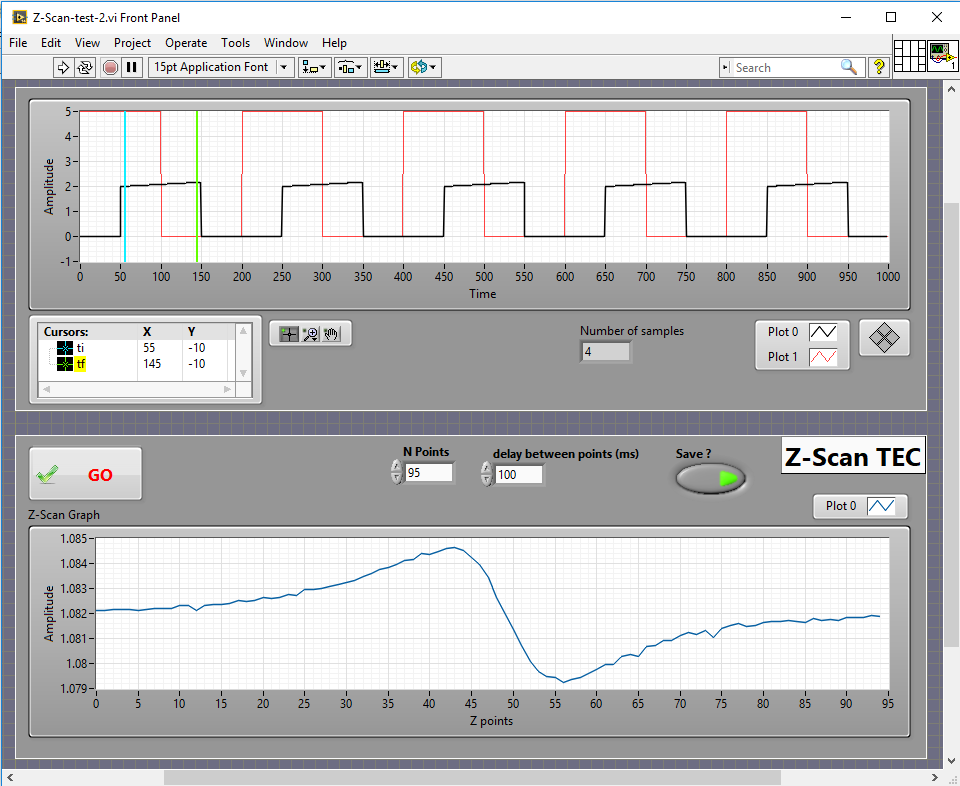 Z-Scan-test-2.vi Front Panel
File Edit View Project Operate Tools Window Help
15pt Application Font
Search
?
1
5
4
3
2
1
0
-1
Amplitude
0 50 100 150 200 250 300 350 400 450 500 550 600 650 700 750 800 850 900 950 1000
Time
Cursors: X Y
ti 55 -10
tf 145 -10
Number of samples
4
Plot 0
Plot 1
GO
N Points
95
delay between points (ms)
100
Save ?
Z-Scan TEC
Plot 0
Z-Scan Graph
1.085
1.084
1.083
1.082
1.081
1.08
1.079
Amplitude
0 5 10 15 20 25 30 35 40 45 50 55 60 65 70 75 80 85 90 95
Z points